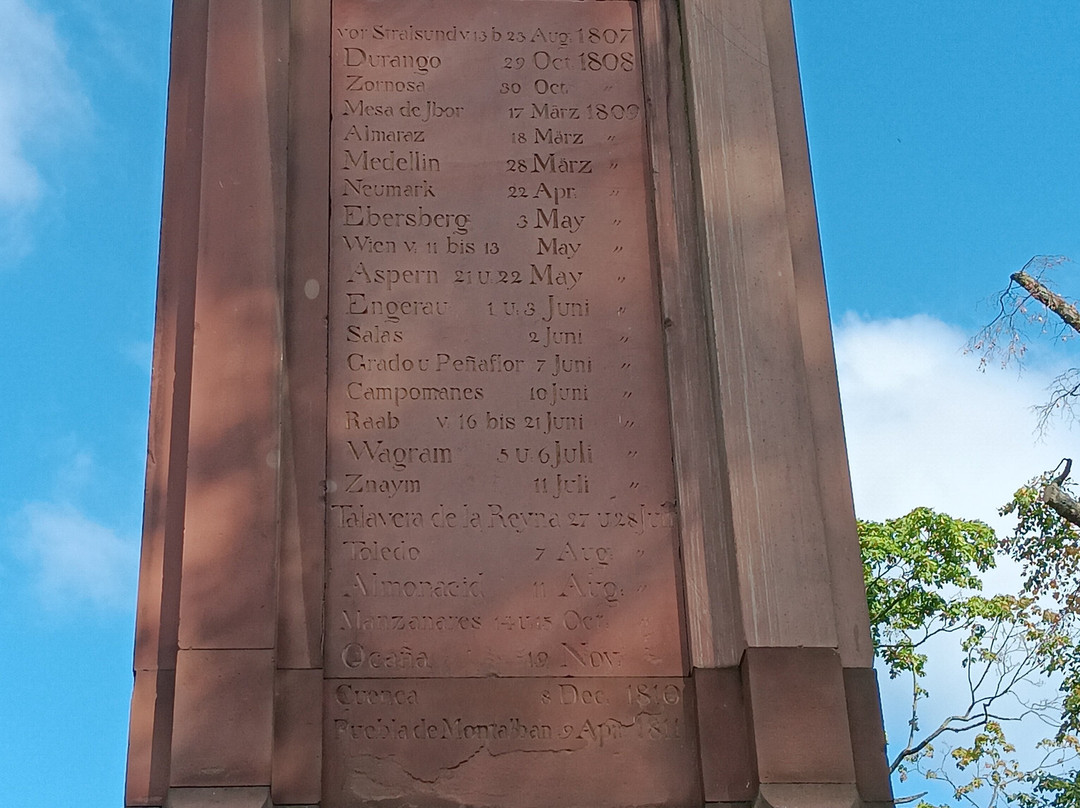 vor Stralsund v. 13 b 23 Aug. 1807
Durango 29 Oct 1808
Zornosa 30 Oct. "
Mesa de Jbor 17 März 1809
Almaraz 18 März "
Medellin 28 März "
Neumark 22 Apr. "
Ebersberg 3 May "
Wien v. 11 bis 13 May "
Aspern 21 u. 22 May "
Engerau 1 u. 3 Juni "
Salas 2 Juni "
Grado u Peñaflor 7 Juni "
Campomanes 10 Juni "
Raab v. 16 bis 21 Juni "
Wagram 5 u. 6 Juli "
Znaym 11 Juli "
Talavera de la Reyna 27 u. 28 Juli
Toledo 7 Aug. "
Almonacid 11 Aug. "
Manzanares 14 u 15 Oct. "
Ocaña 19 Nov. "
Cuenca 8 Dec. 1810
Puebla de Montalban 9 Apr. 1811